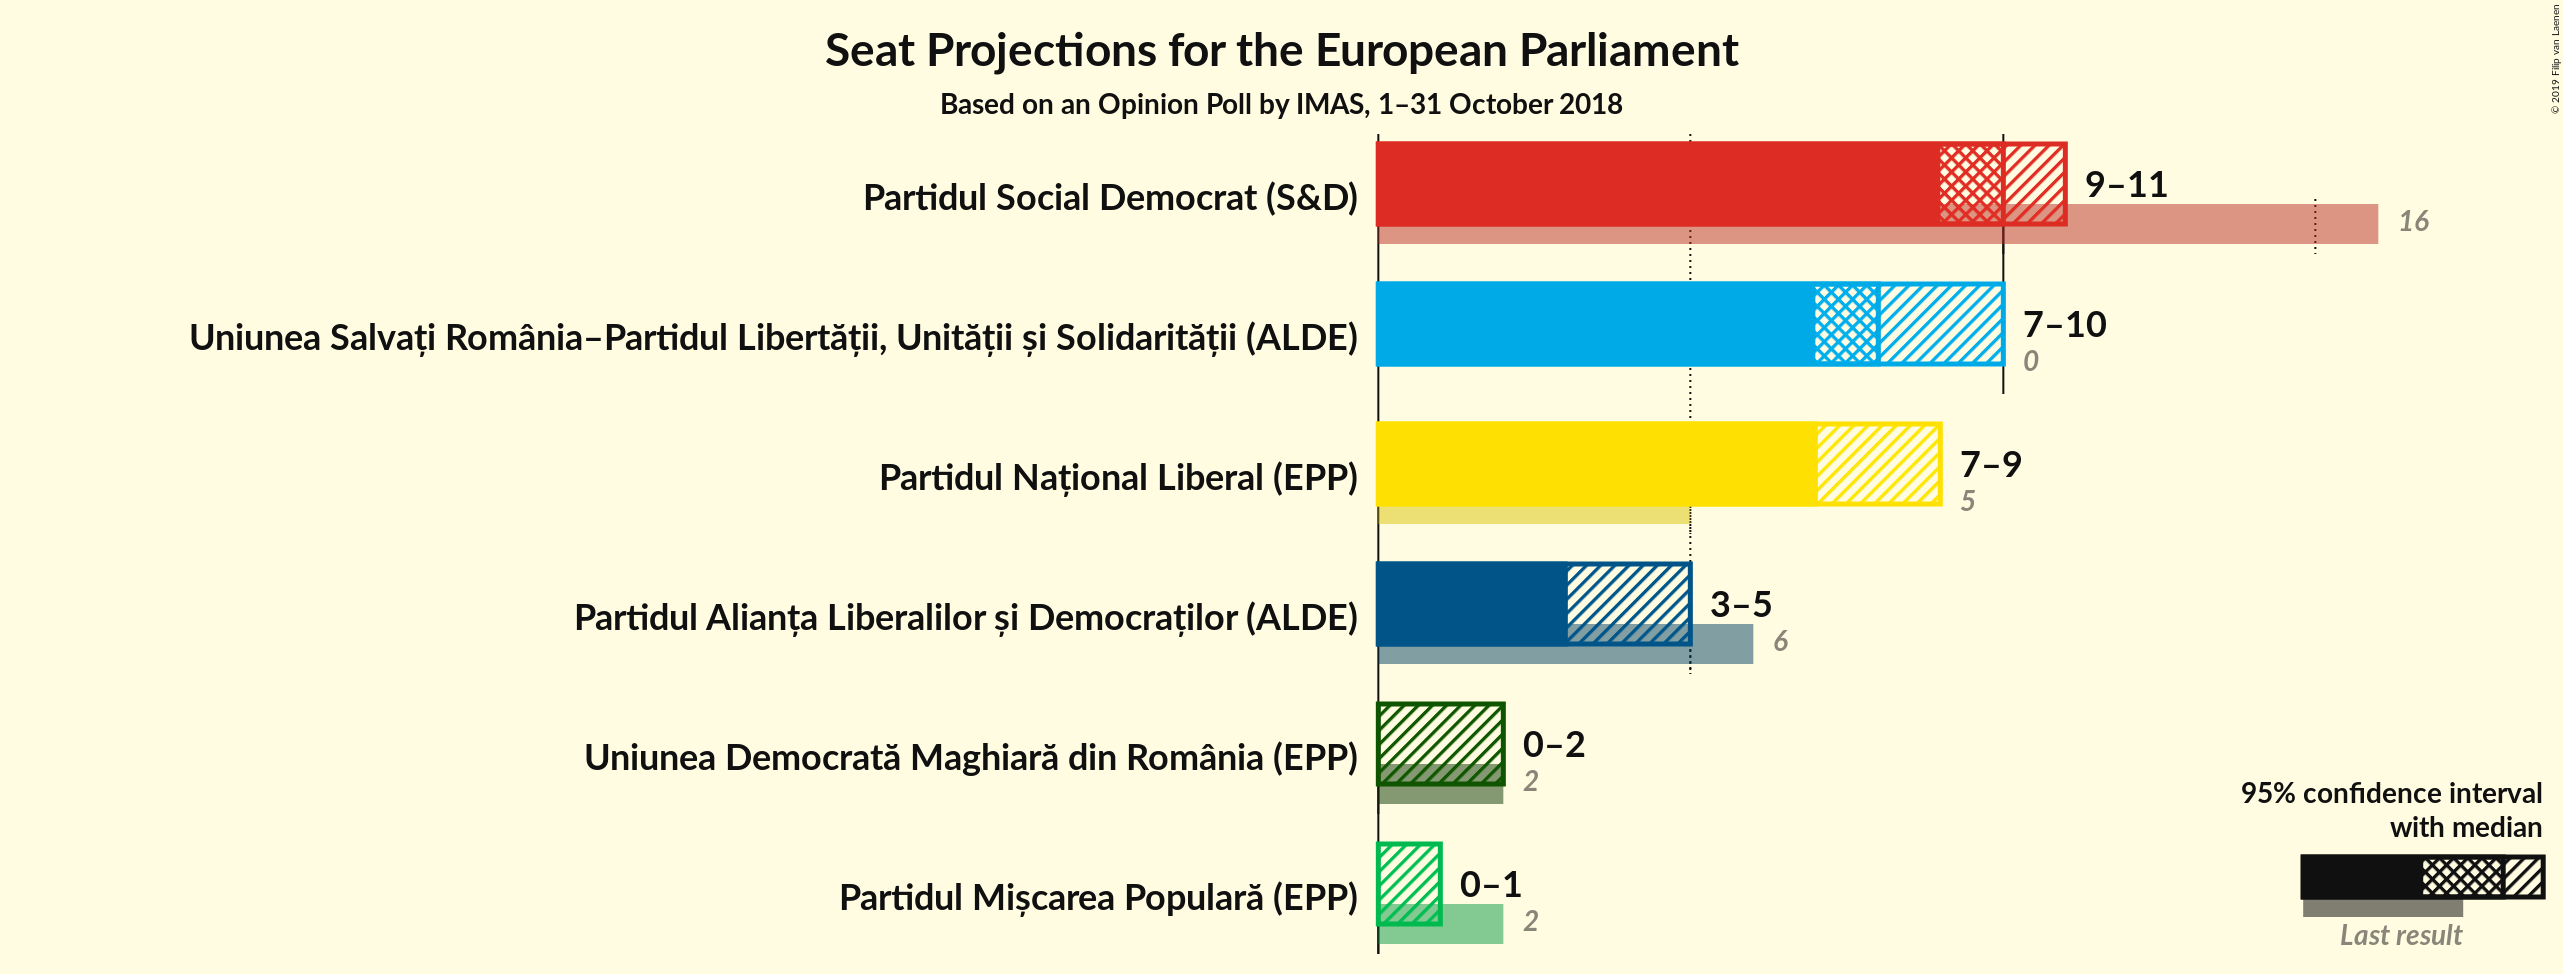 Seat Projections for the European Parliament
Based on an Opinion Poll by IMAS, 1–31 October 2018
© 2019 Filip van Laenen
Partidul Social Democrat (S&D)
9–11
16
Uniunea Salvați România–Partidul Libertății, Unității și Solidarității (ALDE)
7–10
0
Partidul Național Liberal (EPP)
7–9
5
Partidul Alianța Liberalilor și Democraților (ALDE)
3–5
6
Uniunea Democrată Maghiară din România (EPP)
0–2
2
Partidul Mișcarea Populară (EPP)
0–1
2
95% confidence interval
with median
Last result